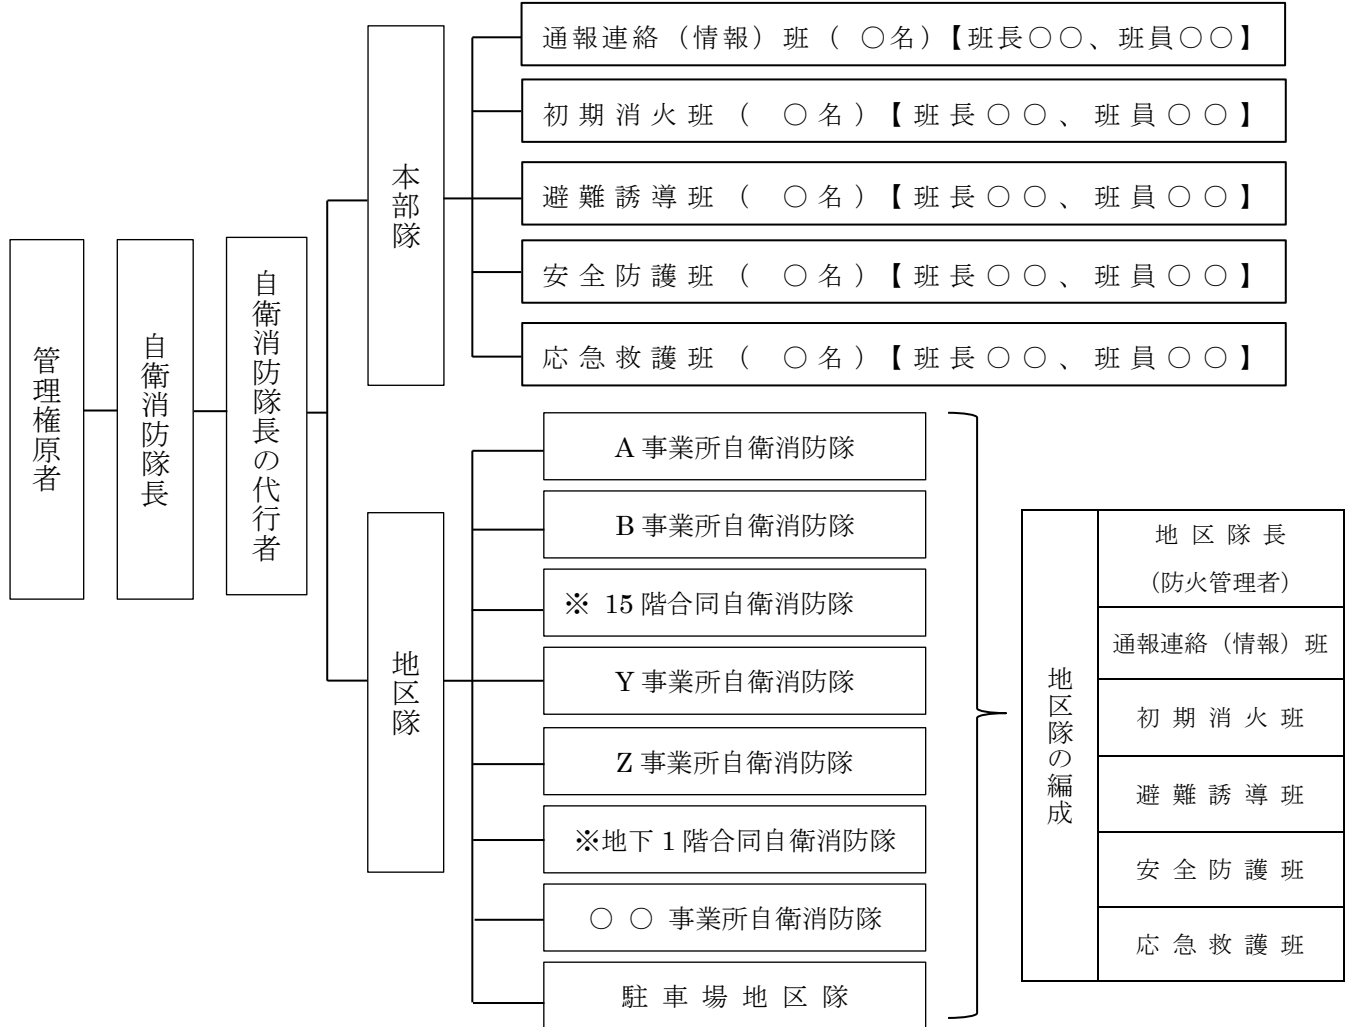 管理権原者
自衛消防隊長
自衛消防隊長の代行者
本部隊
通報連絡（情報）班（ ○名）【班長○○、班員○○】
初期消火班（ ○名）【班長○○、班員○○】
避難誘導班（ ○名）【班長○○、班員○○】
安全防護班（ ○名）【班長○○、班員○○】
応急救護班（ ○名）【班長○○、班員○○】
地区隊
A 事業所自衛消防隊
B 事業所自衛消防隊
※ 15 階合同自衛消防隊
Y 事業所自衛消防隊
Z 事業所自衛消防隊
※地下 1 階合同自衛消防隊
○ ○ 事業所自衛消防隊
駐車場地区隊
地区隊の編成
地区隊長
（防火管理者）
通報連絡（情報）班
初期消火班
避難誘導班
安全防護班
応急救護班